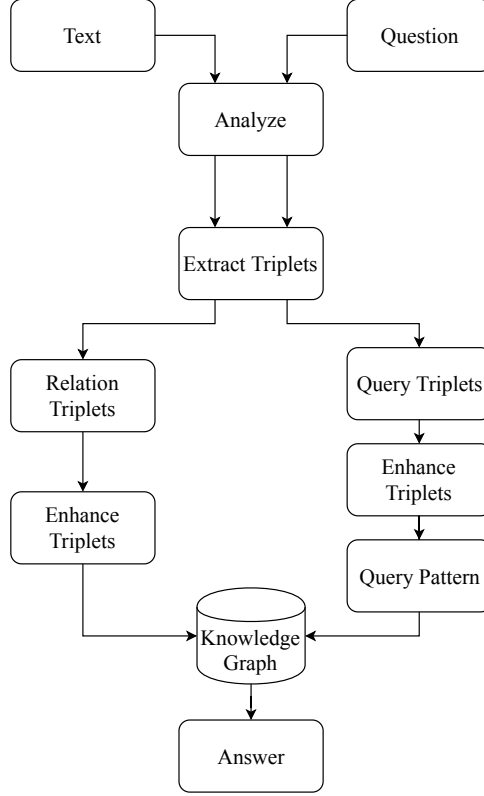 Text
Question
Analyze
Extract Triplets
Relation
Triplets
Query Triplets
Enhance
Triplets
Enhance
Triplets
Query Pattern
Knowledge
Graph
Answer